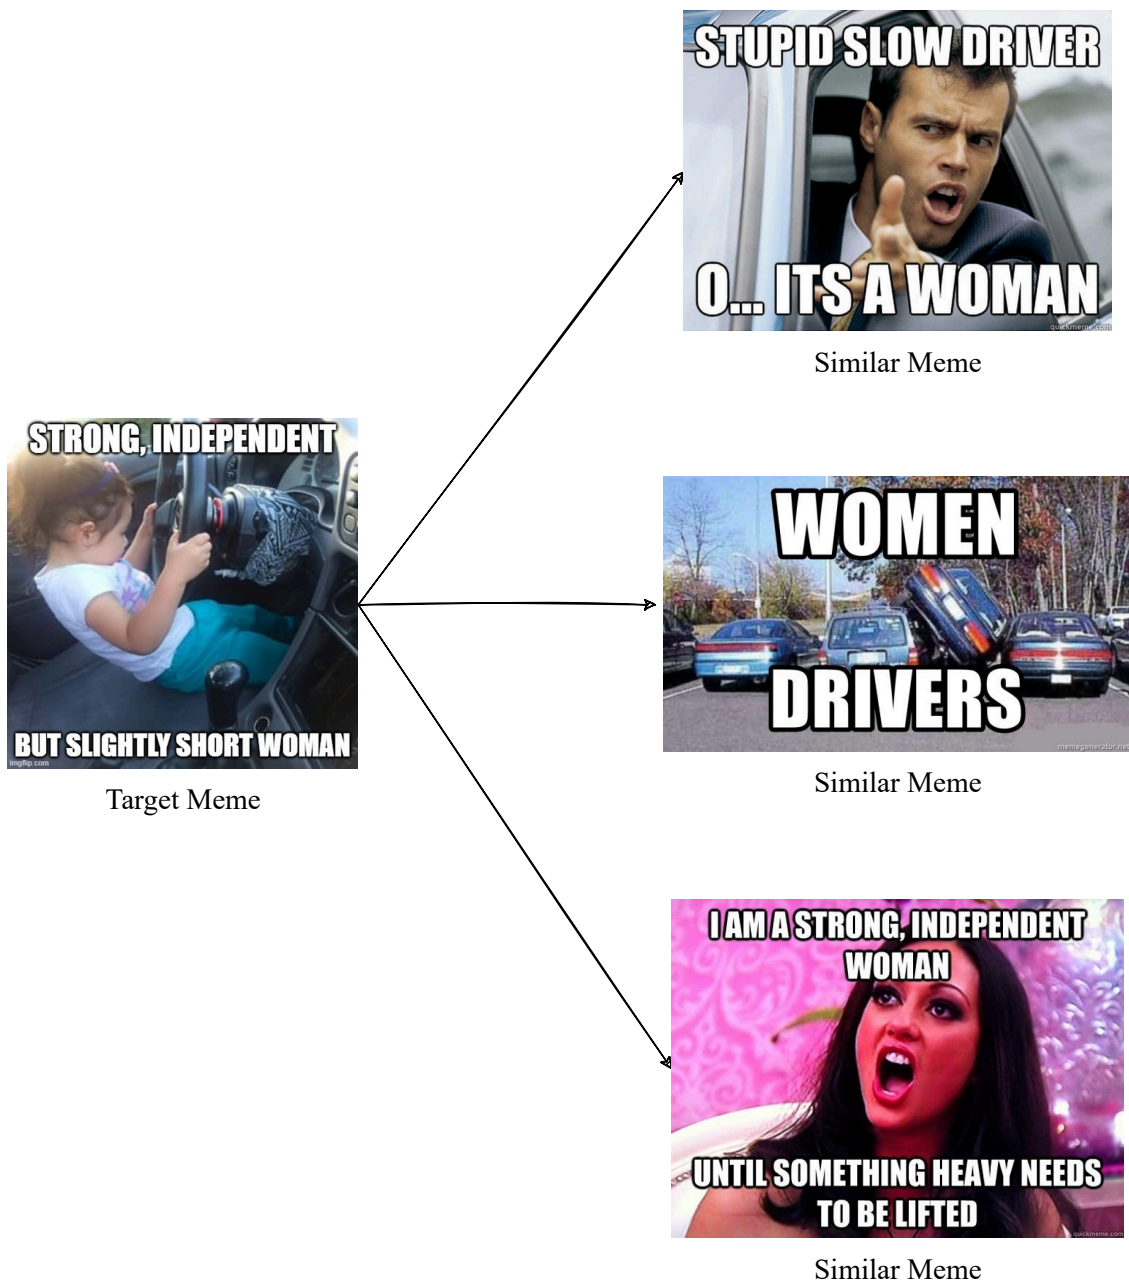 STUPID SLOW DRIVER
O... ITS A WOMAN
quickmeme.com
Similar Meme
STRONG, INDEPENDENT
BUT SLIGHTLY SHORT WOMAN
imgflip.com
Target Meme
WOMEN
DRIVERS
memegenerator.net
Similar Meme
I AM A STRONG, INDEPENDENT
WOMAN
UNTIL SOMETHING HEAVY NEEDS
TO BE LIFTED
quickmeme.com
Similar Meme